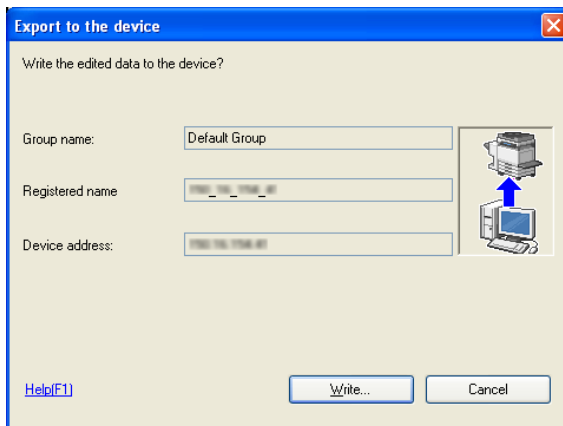 Export to the device
Write the edited data to the device?
Group name: Default Group
Registered name
Device address:
Help(F1) Write... Cancel